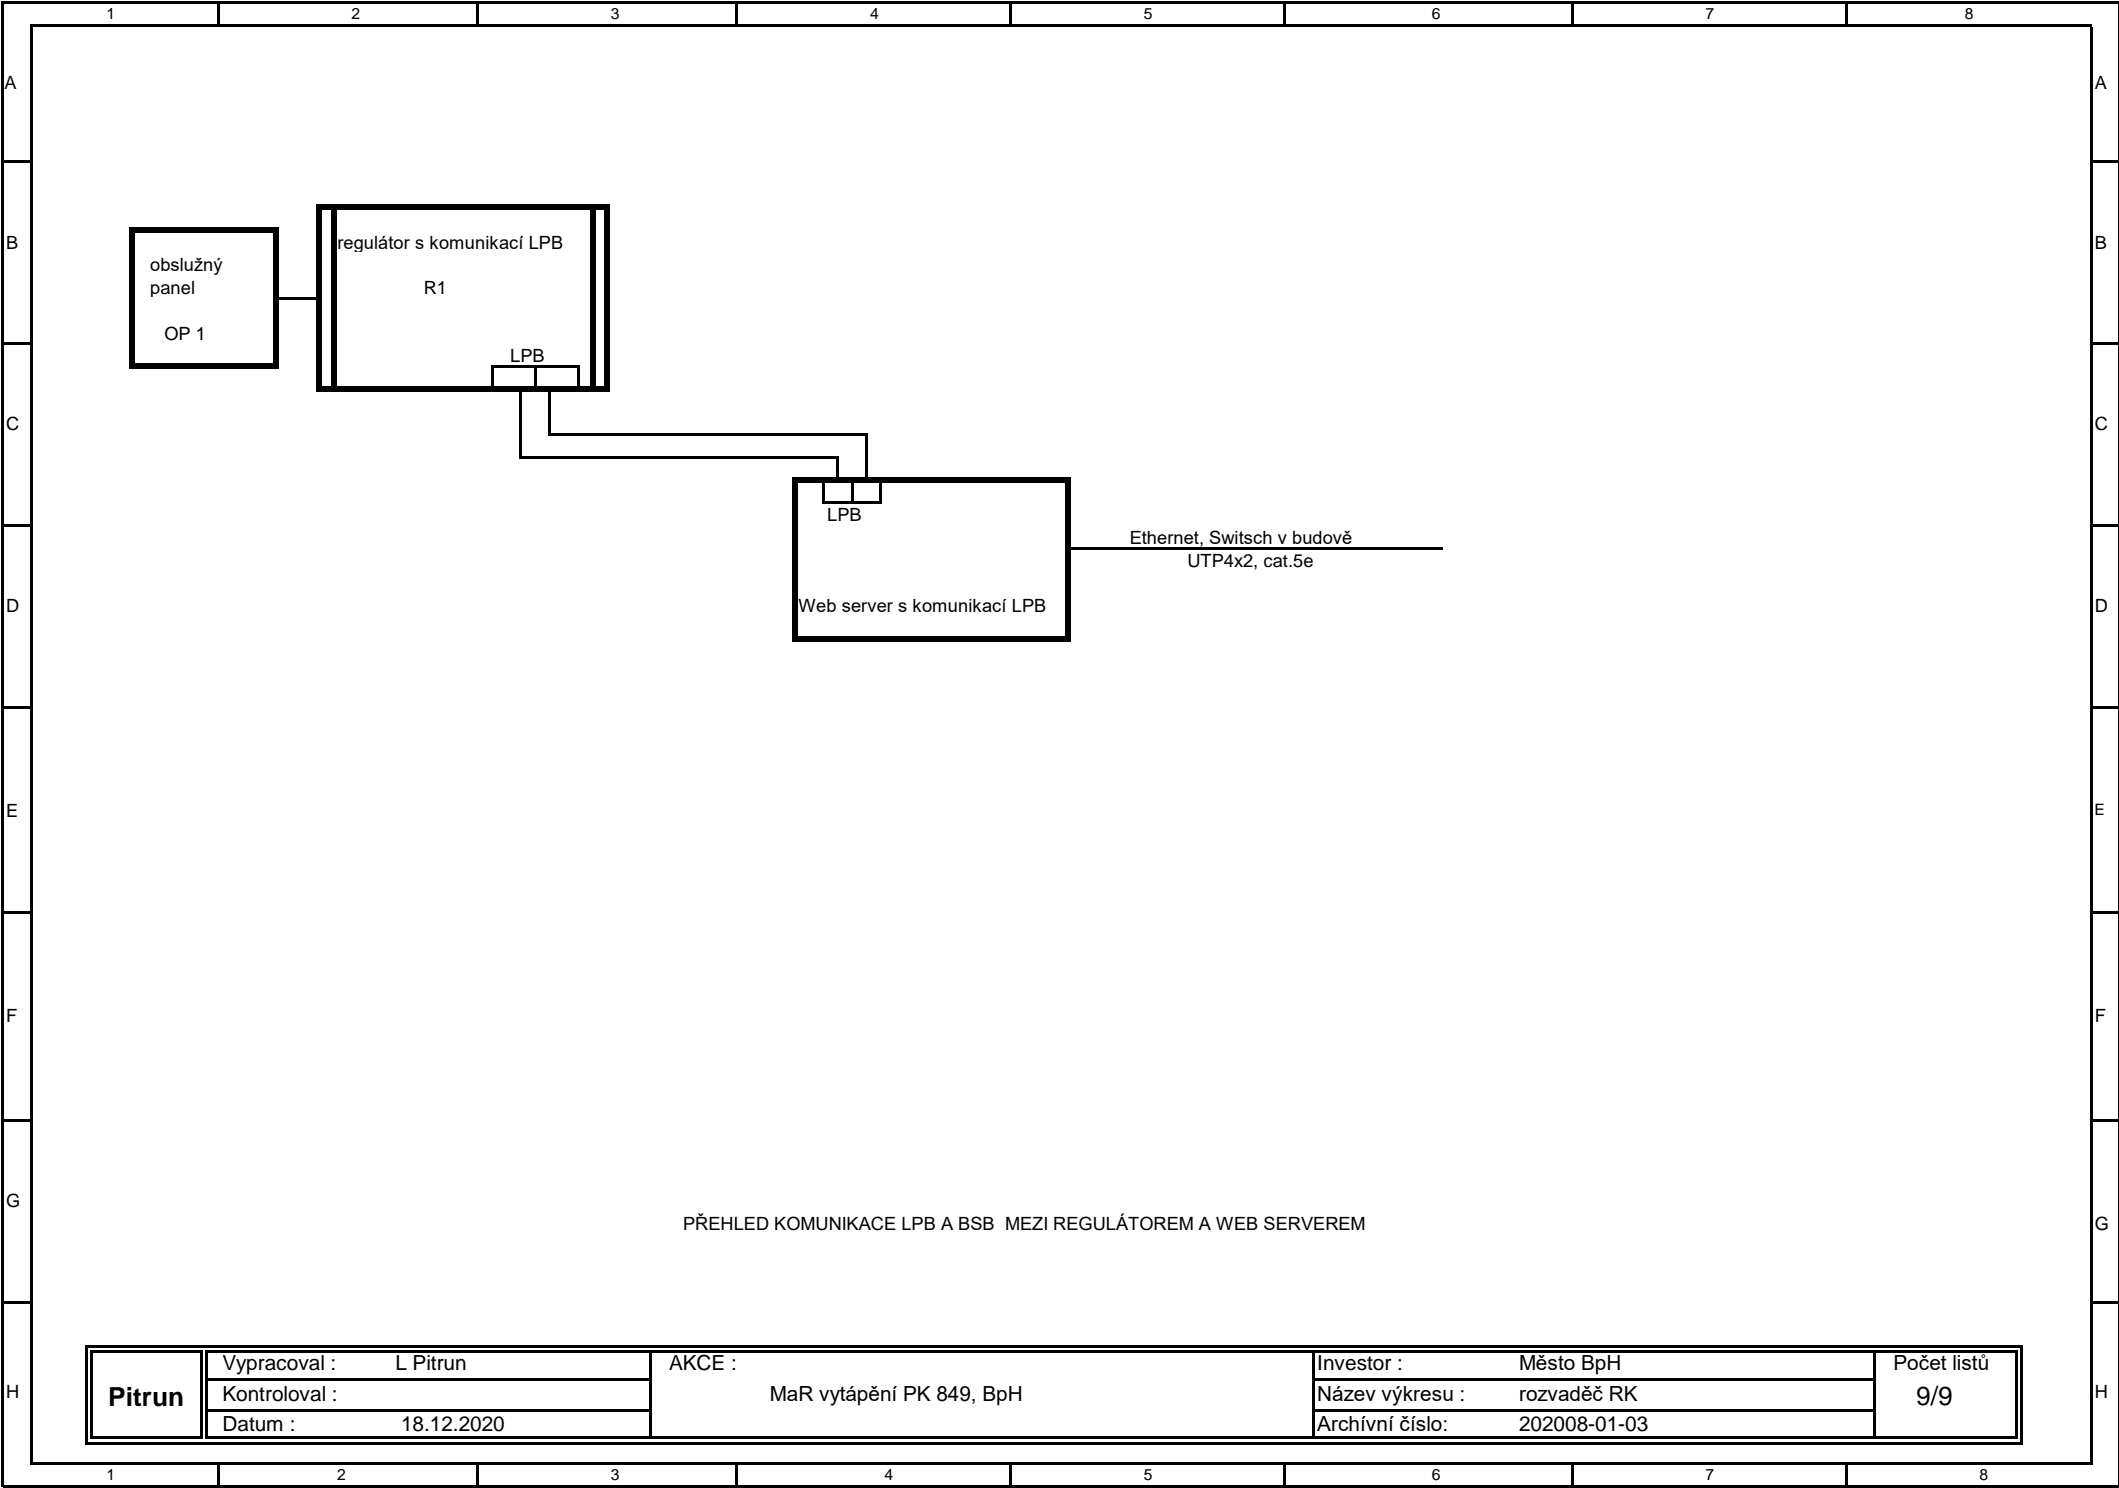 1 2 3 4 5 6 7 8
A A
B B
regulátor s komunikací LPB
R1
obslužný
panel
OP 1
LPB
C C
LPB
Ethernet, Switsch v budově
UTP4x2, cat.5e
Web server s komunikací LPB
D D
E E
F F
G G
PŘEHLED KOMUNIKACE LPB A BSB MEZI REGULÁTOREM A WEB SERVEREM
H H
Pitrun
Vypracoval : L Pitrun
Kontroloval :
Datum : 18.12.2020
AKCE :
MaR vytápění PK 849, BpH
Investor : Město BpH
Název výkresu : rozvaděč RK
Archívní číslo: 202008-01-03
Počet listů
9/9
1 2 3 4 5 6 7 8